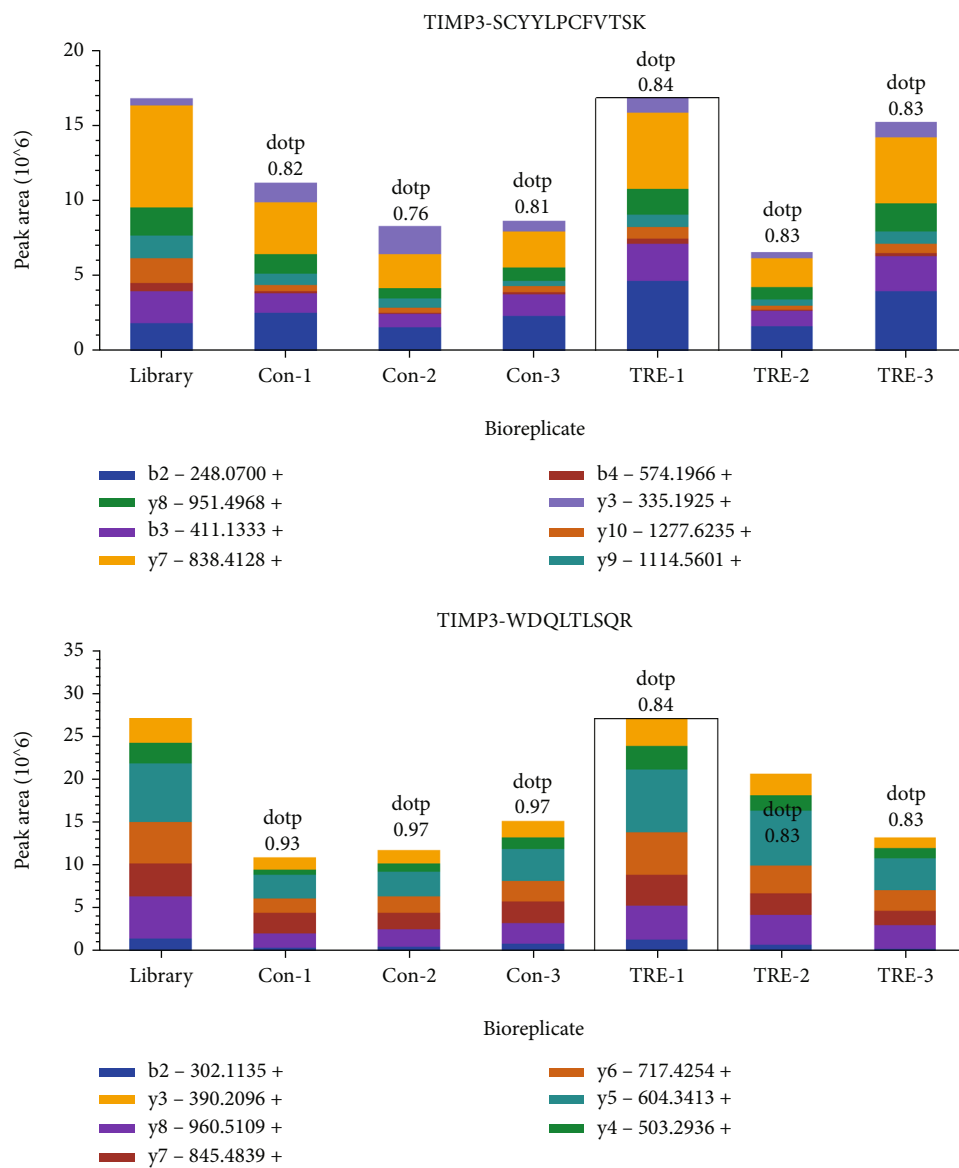 TIMP3-SCYYLPCFVTSK
Peak area (10^6)
20
15
10
5
0
dotp
0.82
dotp
0.76
dotp
0.81
dotp
0.84
dotp
0.83
dotp
0.83
Library Con-1 Con-2 Con-3 TRE-1 TRE-2 TRE-3
Bioreplicate
b2 – 248.0700 +
y8 – 951.4968 +
b3 – 411.1333 +
y7 – 838.4128 +
b4 – 574.1966 +
y3 – 335.1925 +
y10 – 1277.6235 +
y9 – 1114.5601 +
TIMP3-WDQLTLSQR
Peak area (10^6)
35
30
25
20
15
10
5
0
dotp
0.93
dotp
0.97
dotp
0.97
dotp
0.84
dotp
0.83
dotp
0.83
Library Con-1 Con-2 Con-3 TRE-1 TRE-2 TRE-3
Bioreplicate
b2 – 302.1135 +
y3 – 390.2096 +
y8 – 960.5109 +
y7 – 845.4839 +
y6 – 717.4254 +
y5 – 604.3413 +
y4 – 503.2936 +